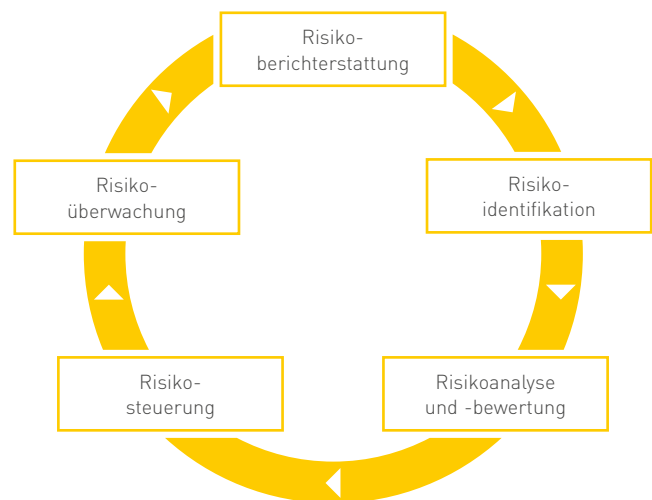 Risiko-
berichterstattung
Risiko-
identifikation
Risikoanalyse
und -bewertung
Risiko-
steuerung
Risiko-
überwachung